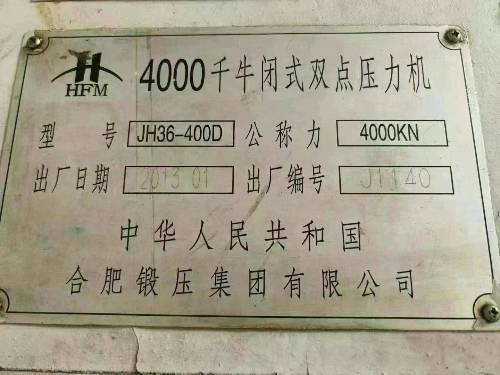 HFM 4000千牛闭式双点压力机
型号 JH36-400D 公称力 4000KN
出厂日期 2013.01 出厂编号 J1140
中华人民共和国
合肥锻压集团有限公司